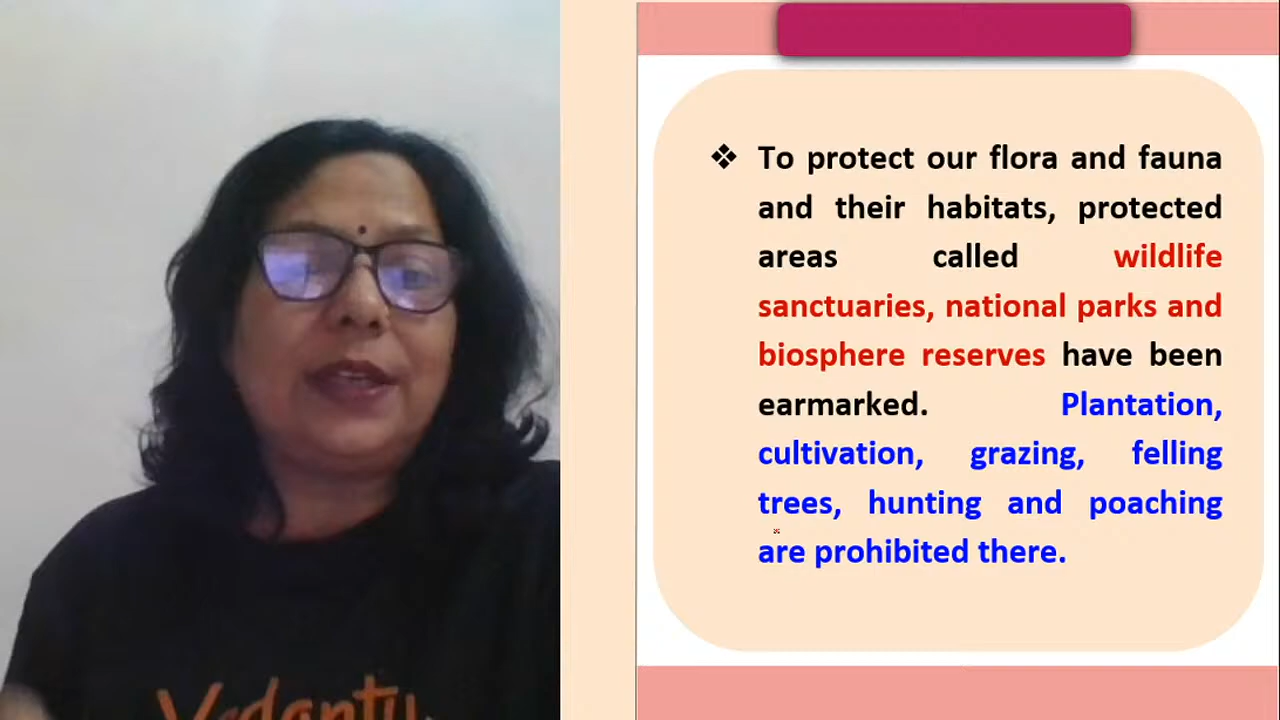 ❖ To protect our flora and fauna
and their habitats, protected
areas called wildlife
sanctuaries, national parks and
biosphere reserves have been
earmarked. Plantation,
cultivation, grazing, felling
trees, hunting and poaching
are prohibited there.
Vedantu